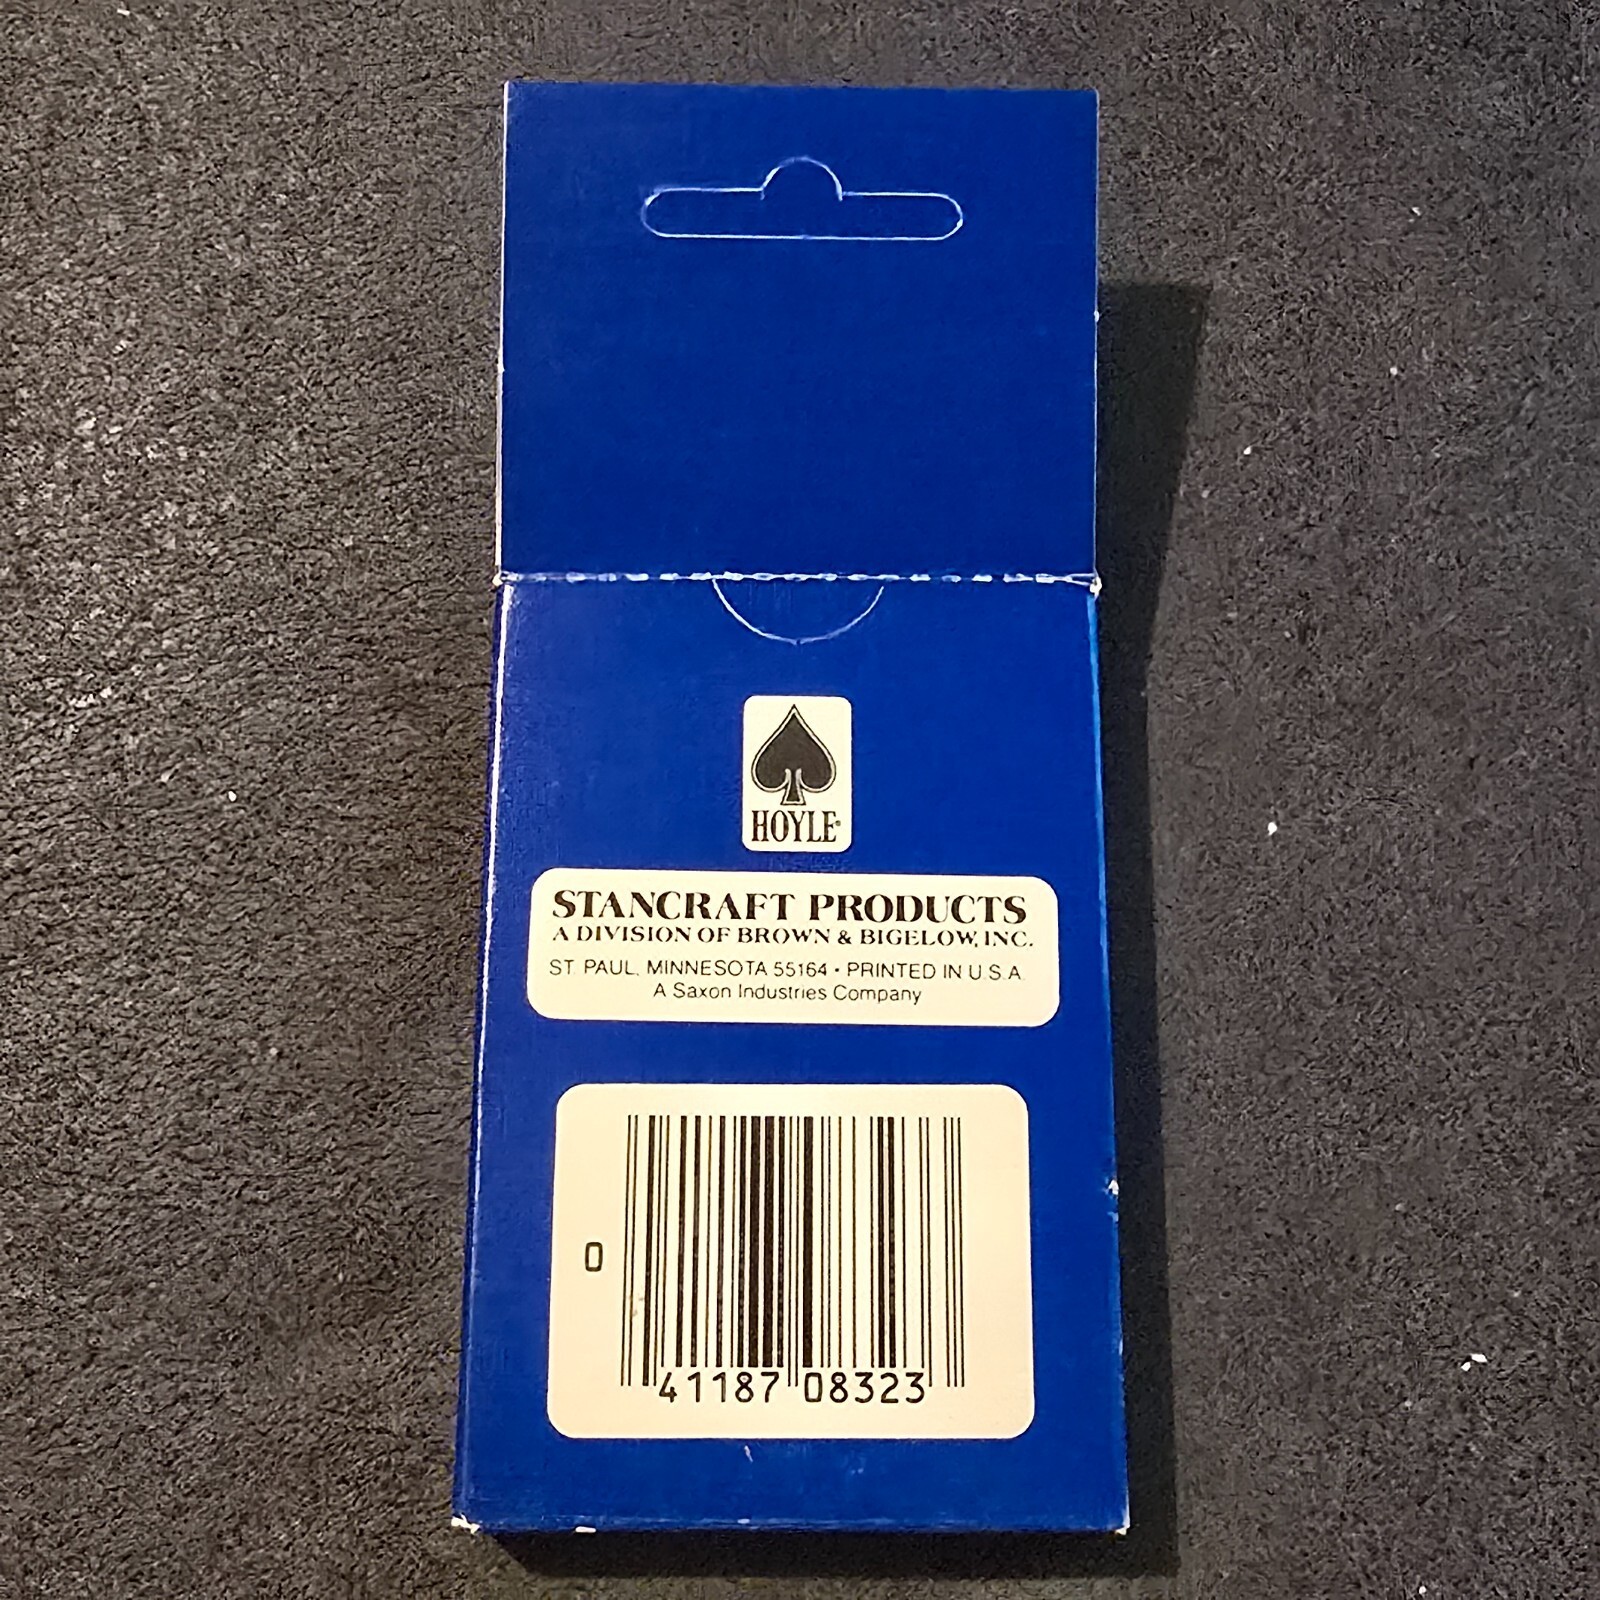 HOYLE®
STANCRAFT PRODUCTS
A DIVISION OF BROWN & BIGELOW, INC.
ST. PAUL, MINNESOTA 55164 • PRINTED IN U.S.A.
A Saxon Industries Company
0 41187 08323